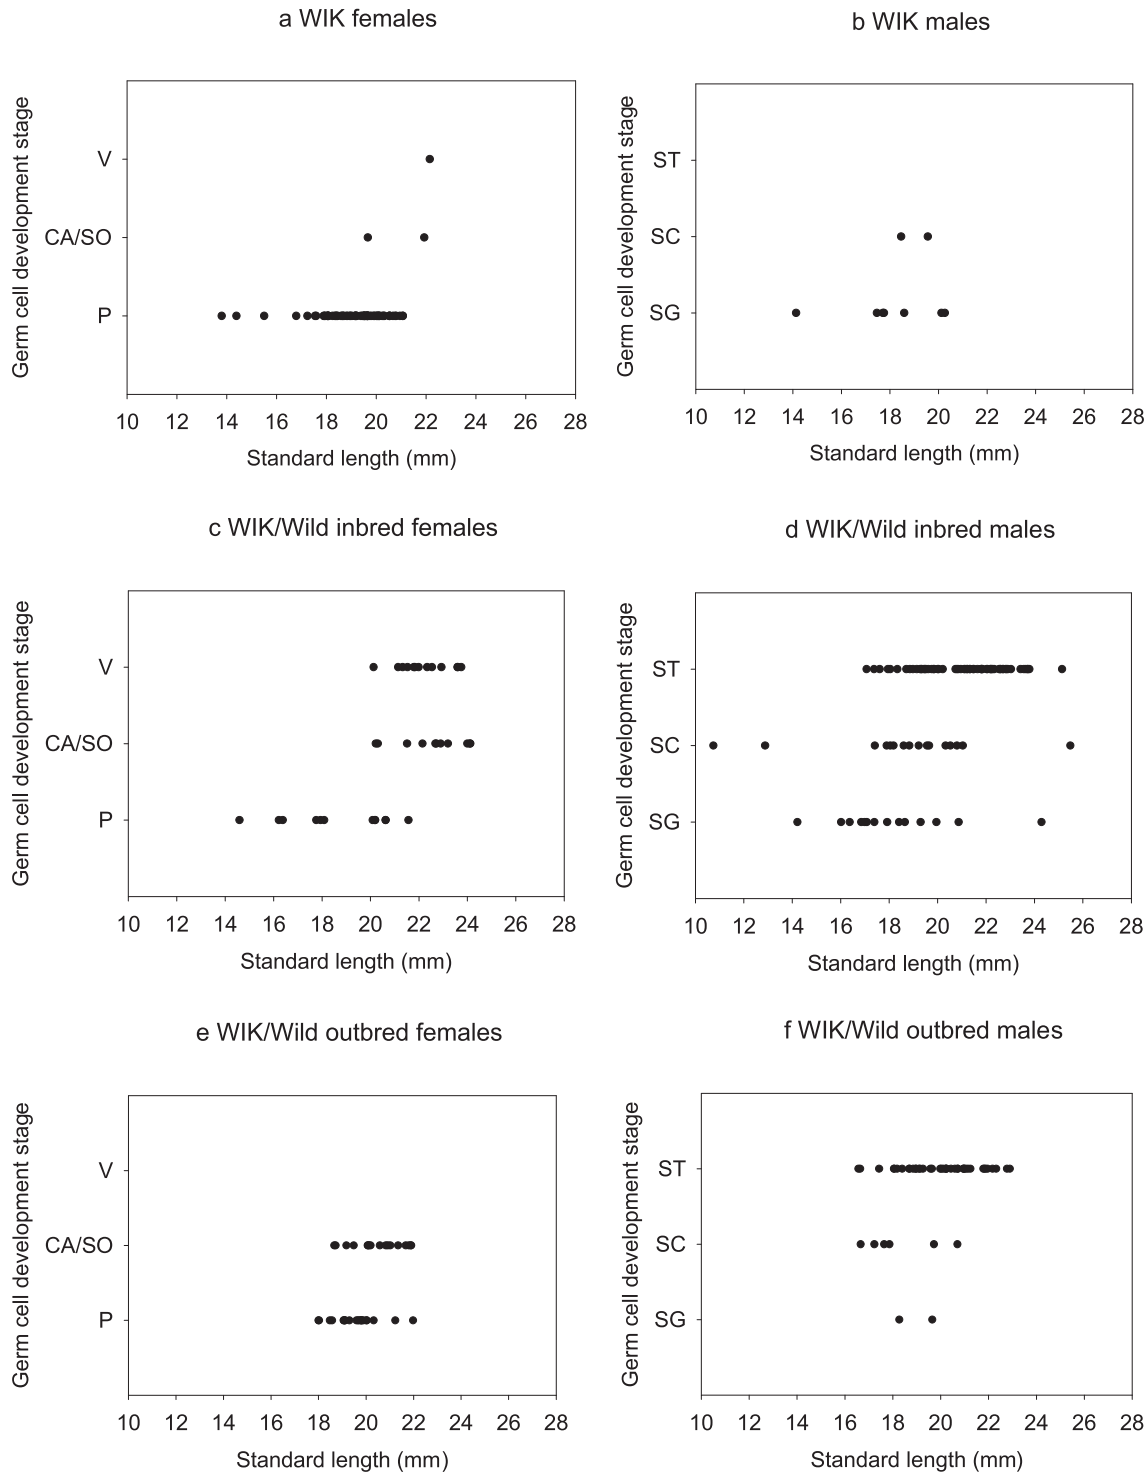 a WIK females
Germ cell development stage
V
CA/SO
P
10 12 14 16 18 20 22 24 26 28
Standard length (mm)
b WIK males
Germ cell development stage
ST
SC
SG
10 12 14 16 18 20 22 24 26 28
Standard length (mm)
c WIK/Wild inbred females
Germ cell development stage
V
CA/SO
P
10 12 14 16 18 20 22 24 26 28
Standard length (mm)
d WIK/Wild inbred males
Germ cell development stage
ST
SC
SG
10 12 14 16 18 20 22 24 26 28
Standard length (mm)
e WIK/Wild outbred females
Germ cell development stage
V
CA/SO
P
10 12 14 16 18 20 22 24 26 28
Standard length (mm)
f WIK/Wild outbred males
Germ cell development stage
ST
SC
SG
10 12 14 16 18 20 22 24 26 28
Standard length (mm)